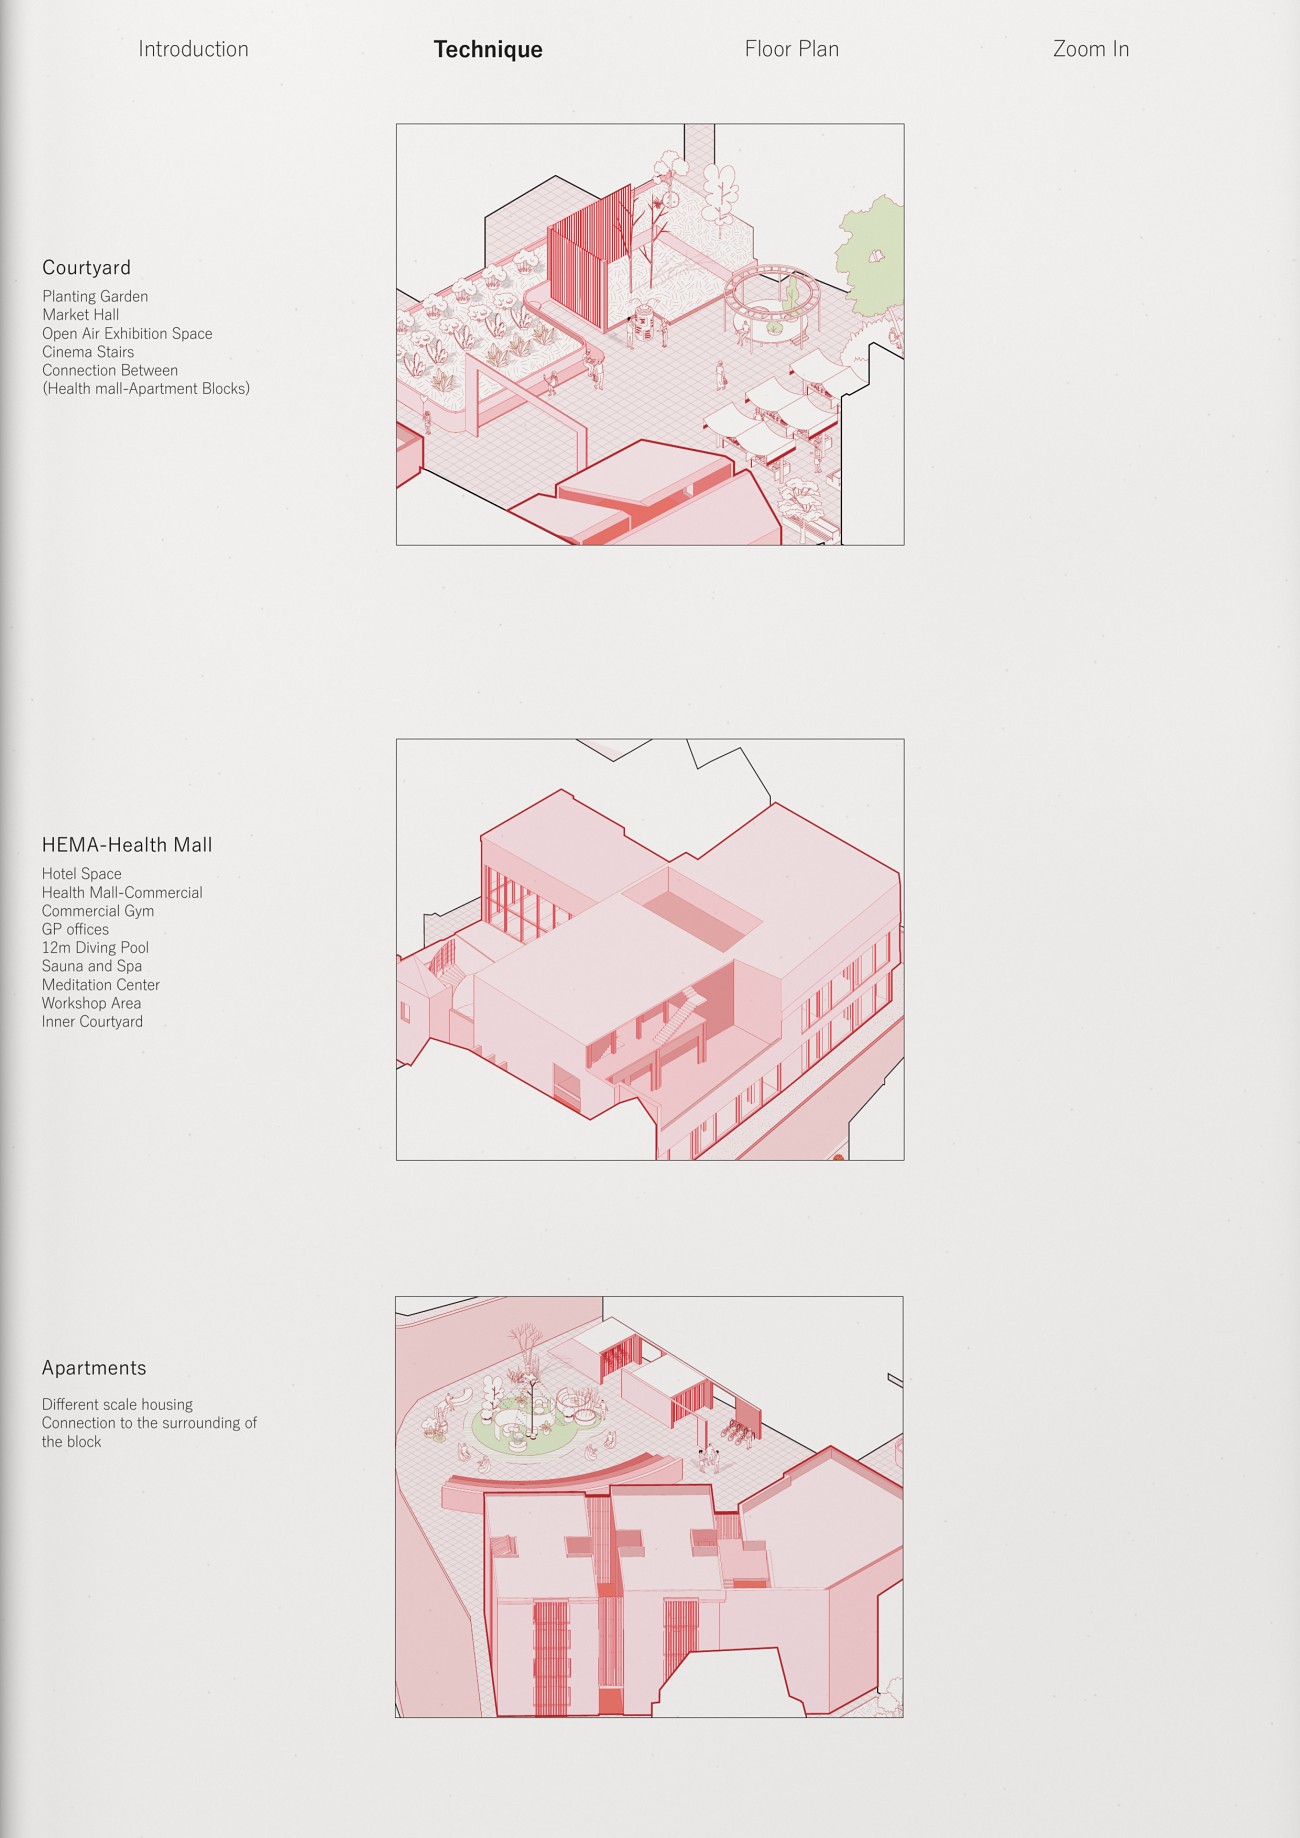 Introduction
Technique
Floor Plan
Zoom In
Courtyard
Planting Garden
Market Hall
Open Air Exhibition Space
Cinema Stairs
Connection Between
(Health mall-Apartment Blocks)
HEMA-Health Mall
Hotel Space
Health Mall-Commercial
Commercial Gym
GP offices
12m Diving Pool
Sauna and Spa
Meditation Center
Workshop Area
Inner Courtyard
Apartments
Different scale housing
Connection to the surrounding of
the block